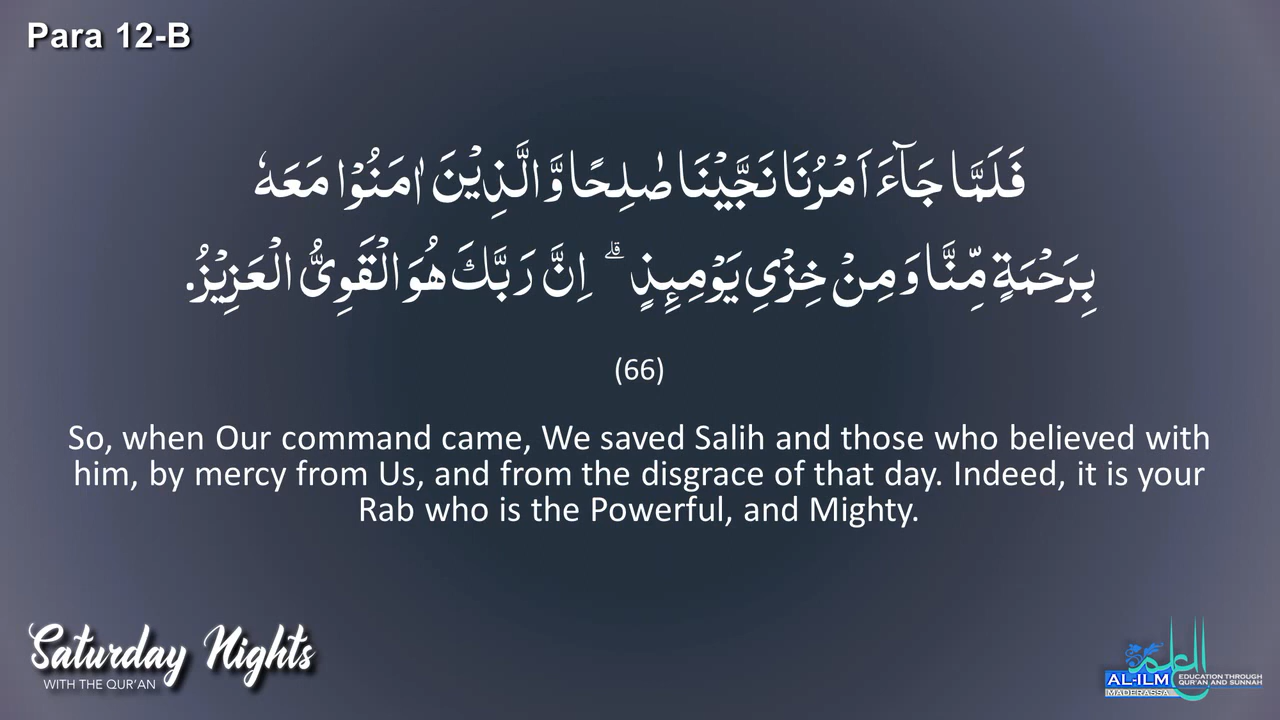 Para 12-B
فَلَمَّا جَآءَ اَمْرُنَا نَجَّيْنَا صٰلِحًا وَّالَّذِيْنَ اٰمَنُوْا مَعَهٗ
بِرَحْمَةٍ مِّنَّا وَمِنْ خِزْيِ يَوْمِئِذٍ ؕ اِنَّ رَبَّكَ هُوَ الْقَوِىُّ الْعَزِيْزُ.
(66)
So, when Our command came, We saved Salih and those who believed with
him, by mercy from Us, and from the disgrace of that day. Indeed, it is your
Rab who is the Powerful, and Mighty.
Saturday Nights
WITH THE QUR'AN
العلم
AL-ILM
MADERASSA
EDUCATION THROUGH
QUR'AN AND SUNNAH